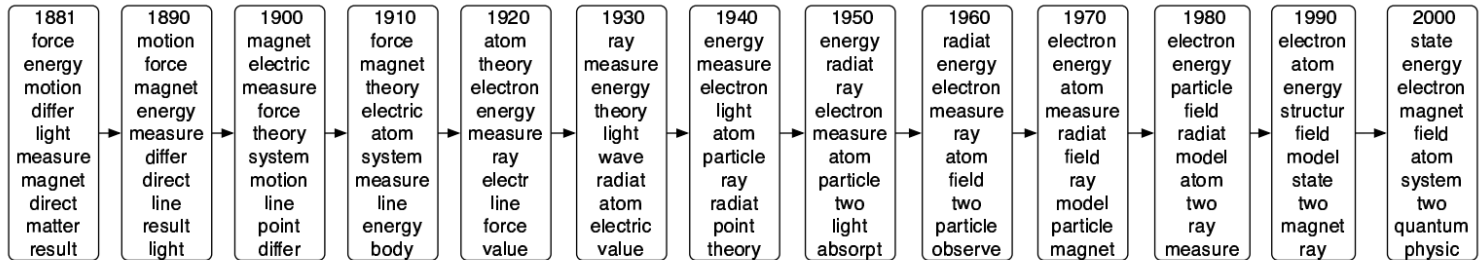 1881
force
energy
motion
differ
light
measure
magnet
direct
matter
result
1890
motion
force
magnet
energy
measure
differ
direct
line
result
light
1900
magnet
electric
measure
force
theory
system
motion
line
point
differ
1910
force
magnet
theory
electric
atom
system
measure
line
energy
body
1920
atom
theory
electron
energy
measure
ray
electr
line
force
value
1930
ray
measure
energy
theory
light
wave
radiat
atom
electric
value
1940
energy
measure
electron
light
atom
particle
ray
radiat
point
theory
1950
energy
radiat
ray
electron
measure
atom
particle
two
light
absorpt
1960
radiat
energy
electron
measure
ray
atom
field
two
particle
observe
1970
electron
energy
atom
measure
radiat
field
ray
model
particle
magnet
1980
electron
energy
particle
field
radiat
model
atom
two
ray
measure
1990
electron
atom
energy
structur
field
model
state
two
magnet
ray
2000
state
energy
electron
magnet
field
atom
system
two
quantum
physic